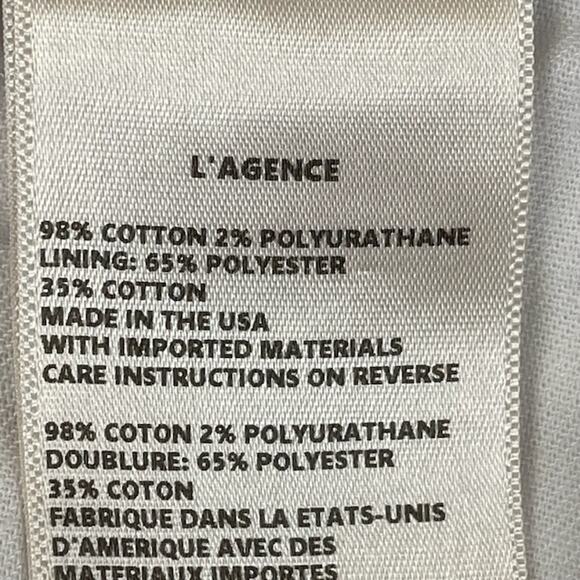 L'AGENCE
98% COTTON 2% POLYURATHANE
LINING: 65% POLYESTER
35% COTTON
MADE IN THE USA
WITH IMPORTED MATERIALS
CARE INSTRUCTIONS ON REVERSE
98% COTON 2% POLYURATHANE
DOUBLURE: 65% POLYESTER
35% COTON
FABRIQUE DANS LA ETATS-UNIS
D'AMERIQUE AVEC DES
MATERIAUX IMPORTES